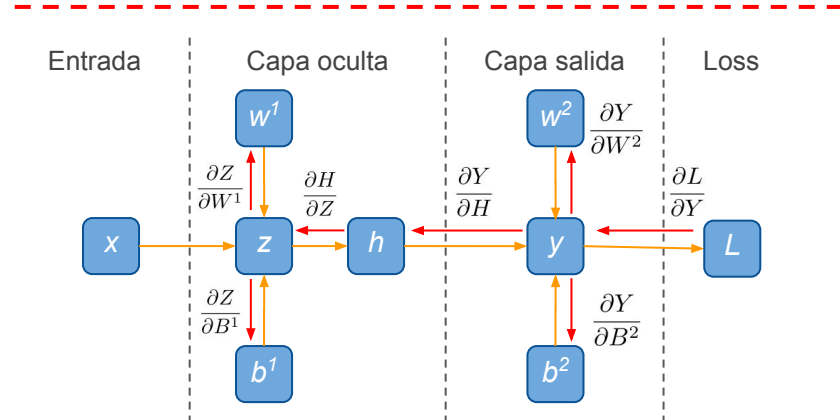 Entrada Capa oculta Capa salida Loss
w¹ w²
∂Y/∂W²
∂Z/∂W¹ ∂H/∂Z ∂Y/∂H ∂L/∂Y
x z h y L
∂Z/∂B¹ ∂Y/∂B²
b¹ b²